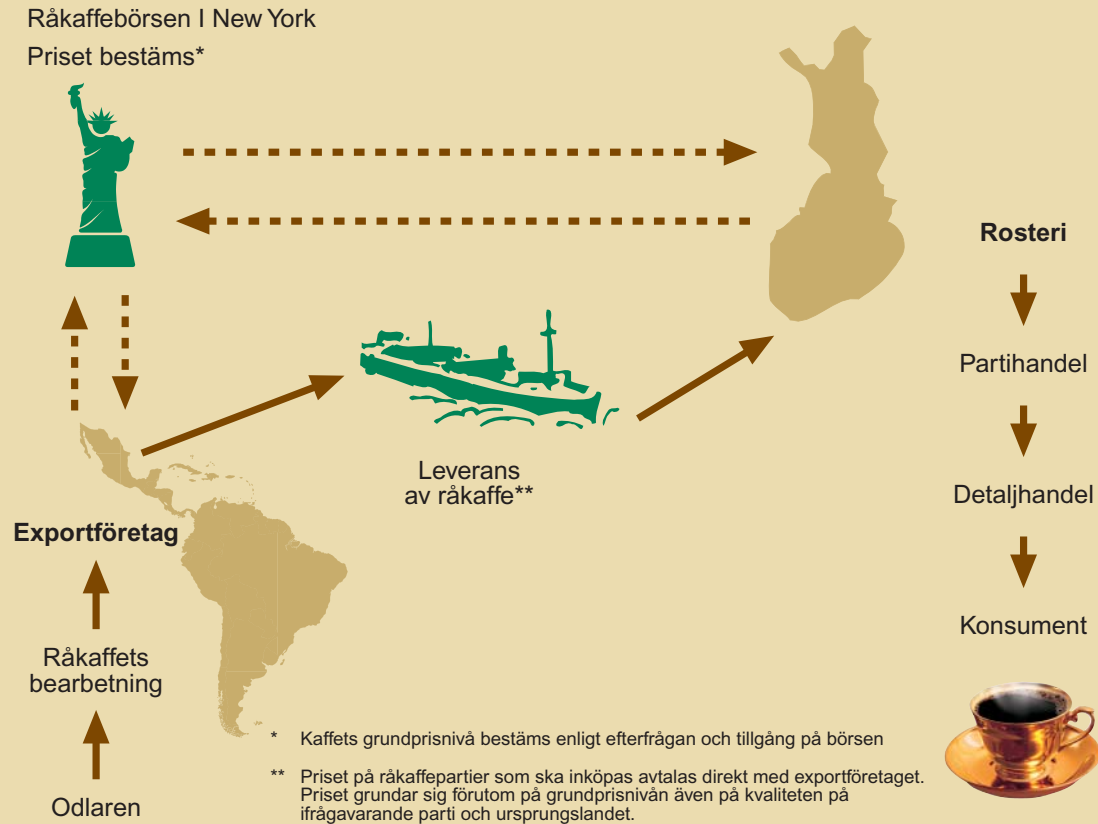 Råkaffebörsen I New York
Priset bestäms*
Rosteri
Partihandel
Detaljhandel
Konsument
Leverans
av råkaffe**
Exportföretag
Råkaffets
bearbetning
Odlaren
* Kaffets grundprisnivå bestäms enligt efterfrågan och tillgång på börsen
** Priset på råkaffepartier som ska inköpas avtalas direkt med exportföretaget.
Priset grundar sig förutom på grundprisnivån även på kvaliteten på
ifrågavarande parti och ursprungslandet.